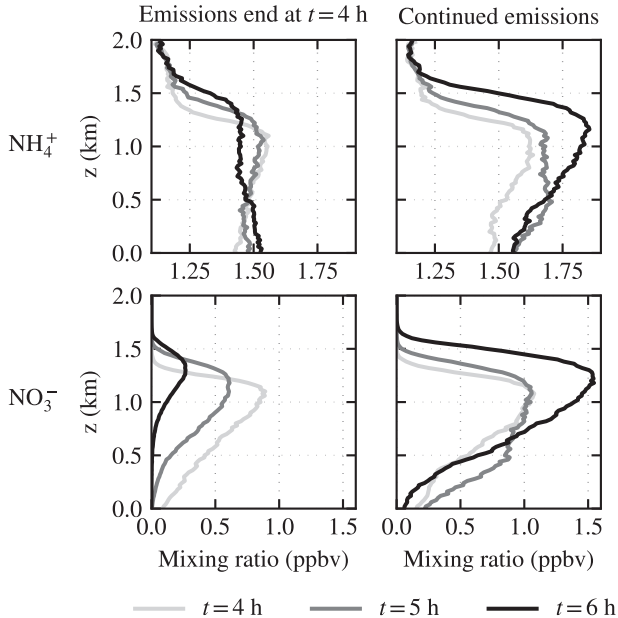 Emissions end at t = 4 h
Continued emissions
2.0
1.5
1.0
0.5
0.0
z (km)
NH₄⁺
1.25 1.50 1.75
1.25 1.50 1.75
2.0
1.5
1.0
0.5
0.0
z (km)
NO₃⁻
0.0 0.5 1.0 1.5
0.0 0.5 1.0 1.5
Mixing ratio (ppbv)
Mixing ratio (ppbv)
t = 4 h t = 5 h t = 6 h